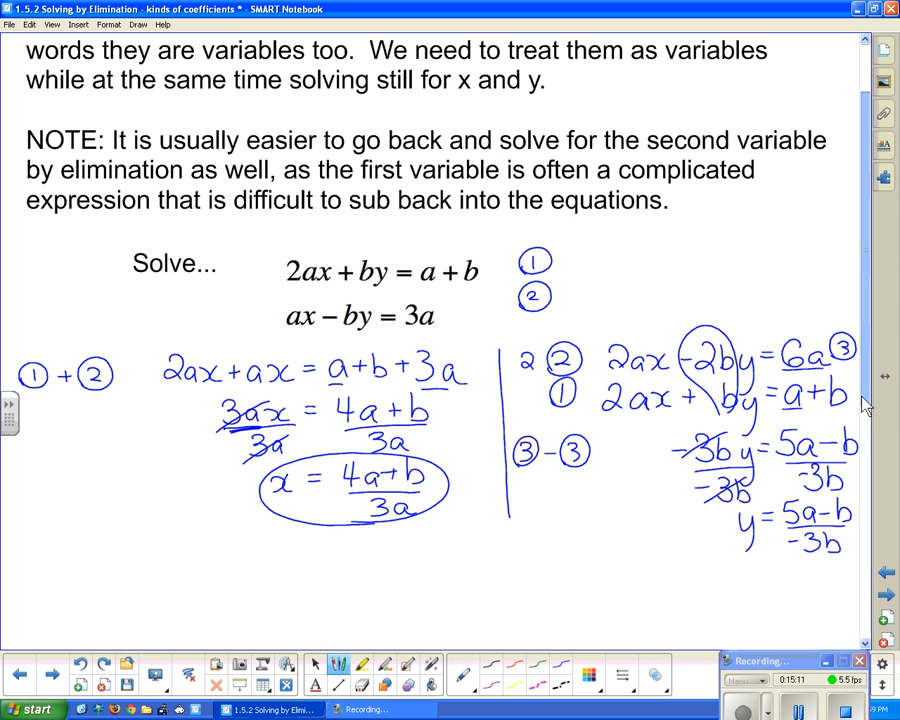 1.5.2 Solving by Elimination - kinds of coefficients * - SMART Notebook
File Edit View Insert Format Draw Help
words they are variables too. We need to treat them as variables
while at the same time solving still for x and y.
NOTE: It is usually easier to go back and solve for the second variable
by elimination as well, as the first variable is often a complicated
expression that is difficult to sub back into the equations.
Solve...
2ax + by = a + b ①
ax − by = 3a ②
① + ② 2ax + ax = a + b + 3a
3ax = 4a + b
3a 3a
x = 4a+b
3a
2 ② 2ax - 2by = 6a ③
① 2ax + by = a + b
③ - ③ -3by = 5a - b
-3b -3b
y = 5a - b
-3b
Recording...
Menu 0:15:11 5.5 fps
start 1.5.2 Solving by Elimi... Recording...